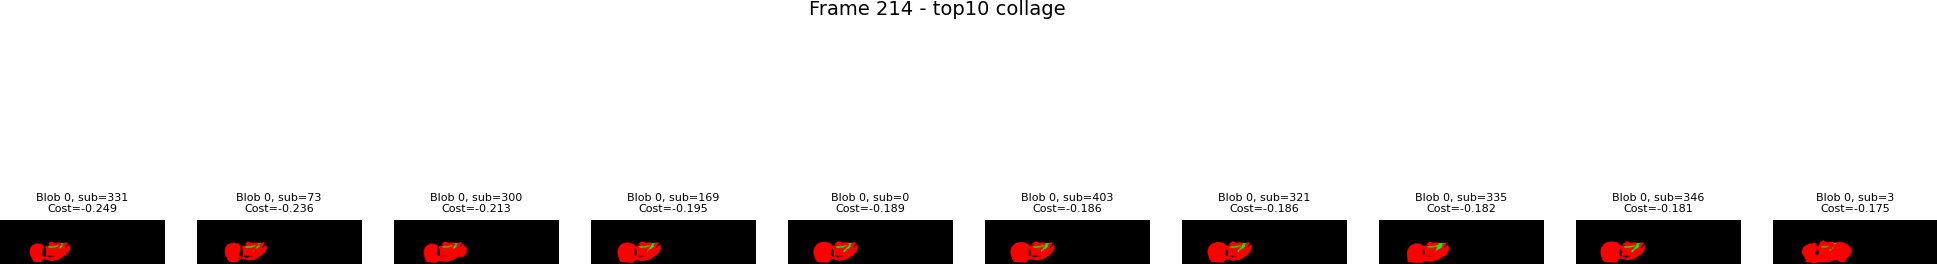 Frame 214 - top10 collage
Blob 0, sub=331
Cost=-0.249
Blob 0, sub=73
Cost=-0.236
Blob 0, sub=300
Cost=-0.213
Blob 0, sub=169
Cost=-0.195
Blob 0, sub=0
Cost=-0.189
Blob 0, sub=403
Cost=-0.186
Blob 0, sub=321
Cost=-0.186
Blob 0, sub=335
Cost=-0.182
Blob 0, sub=346
Cost=-0.181
Blob 0, sub=3
Cost=-0.175